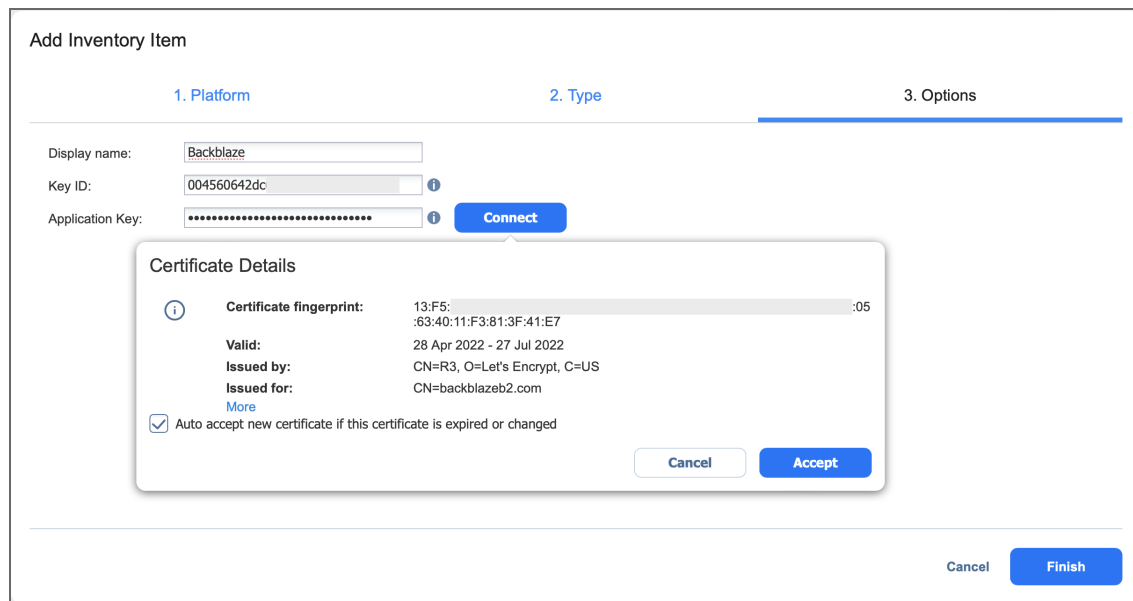 Add Inventory Item
1. Platform 2. Type 3. Options
Display name: Backblaze
Key ID: 004560642dc
Application Key: ••••••••••••••••••••••••••••••• Connect
Certificate Details
Certificate fingerprint: 13:F5: :05
:63:40:11:F3:81:3F:41:E7
Valid: 28 Apr 2022 - 27 Jul 2022
Issued by: CN=R3, O=Let's Encrypt, C=US
Issued for: CN=backblazeb2.com
More
Auto accept new certificate if this certificate is expired or changed
Cancel Accept
Cancel Finish